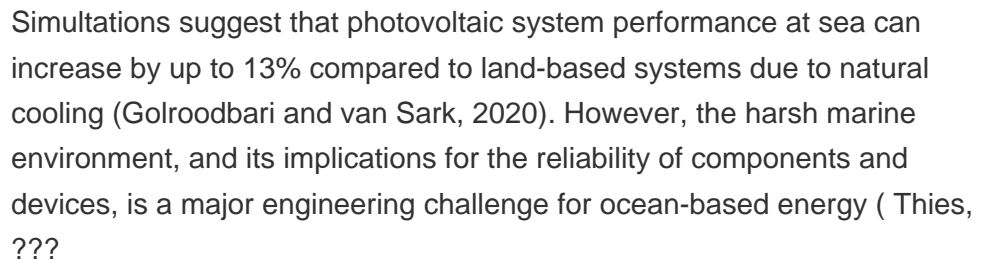 Simultations suggest that photovoltaic system performance at sea can
increase by up to 13% compared to land-based systems due to natural
cooling (Golroodbari and van Sark, 2020). However, the harsh marine
environment, and its implications for the reliability of components and
devices, is a major engineering challenge for ocean-based energy ( Thies,
???